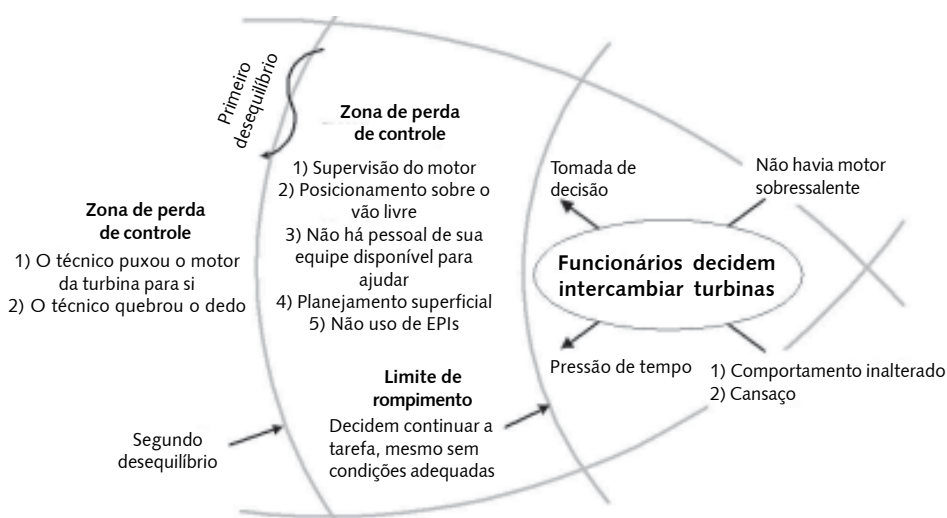 Primeiro
desequilíbrio
Zona de perda
de controle
1) O técnico puxou o motor
da turbina para si
2) O técnico quebrou o dedo
Segundo
desequilíbrio
Zona de perda
de controle
1) Supervisão do motor
2) Posicionamento sobre o
vão livre
3) Não há pessoal de sua
equipe disponível para
ajudar
4) Planejamento superficial
5) Não uso de EPIs
Limite de
rompimento
Decidem continuar a
tarefa, mesmo sem
condições adequadas
Tomada de
decisão
Não havia motor
sobressalente
Funcionários decidem
intercambiar turbinas
Pressão de tempo
1) Comportamento inalterado
2) Cansaço